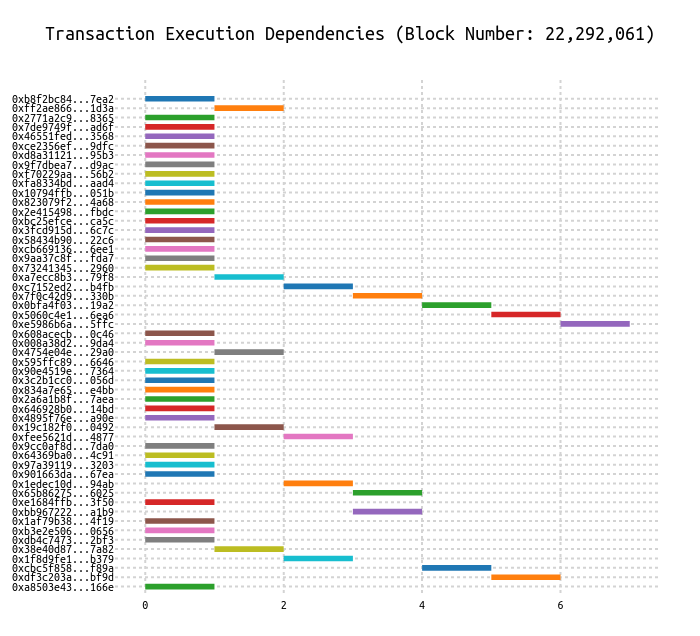 Transaction Execution Dependencies (Block Number: 22,292,061)
0xb8f2bc84...7ea2
0xff2ae866...1d3a
0x2771a2c9...8365
0x7de9749f...ad6f
0x46551fed...3568
0xce2356ef...9dfc
0xd8a31121...95b3
0x9f7dbea7...d9ac
0xf70229aa...56b2
0xfa8334bd...aad4
0x10794ffb...051b
0x823079f2...4a68
0x2e415498...fbdc
0xbc25efce...ca5c
0x3fcd915d...6c7c
0x58434b90...22c6
0xcb669136...6ee1
0x9aa37c8f...fda7
0x73241345...2960
0xa7ecc8b3...79f8
0xc7152ed2...b4fb
0x7f0c42d9...330b
0x0bfa4f03...19a2
0x5060c4e1...6ea6
0xe5986b6a...5ffc
0x608acecb...0c46
0x008a38d2...9da4
0x4754e04e...29a0
0x595ffc89...6646
0x90e4519e...7364
0x3c2b1cc0...056d
0x834a7e65...e4bb
0x2a6a1b8f...7aea
0x646928b0...14bd
0x4895f76e...a90e
0x19c182f0...0492
0xfee5621d...4877
0x9cc0af8d...7da0
0x64369ba0...4c91
0x97a39119...3203
0x901663da...67ea
0x1edec10d...94ab
0x65b86275...6025
0xe1684ffb...3f50
0xbb967222...a1b9
0x1af79b38...4f19
0xb3e2e506...0656
0xdb4c7473...2bf3
0x38e40d87...7a82
0x1f8d9fe1...b379
0xcbc5f858...f89a
0xdf3c203a...bf9d
0xa8503e43...166e
0 2 4 6